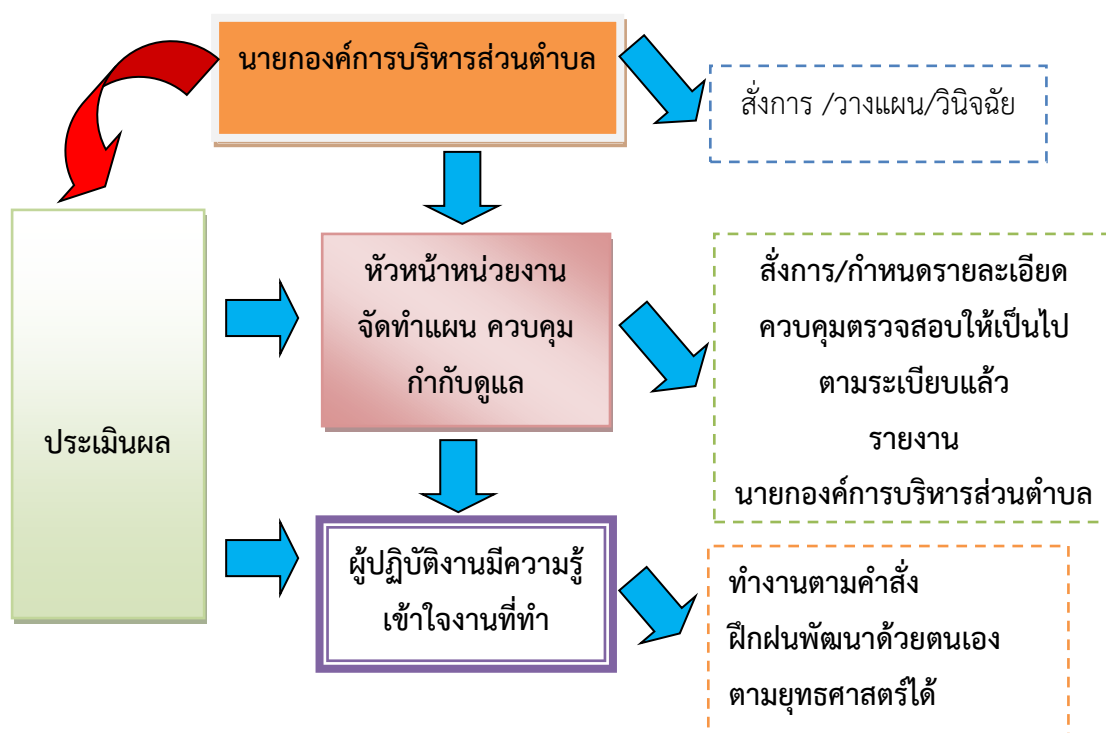 นายกองค์การบริหารส่วนตำบล
สั่งการ /วางแผน/วินิจฉัย
หัวหน้าหน่วยงาน
จัดทำแผน ควบคุม
กำกับดูแล
สั่งการ/กำหนดรายละเอียด
ควบคุมตรวจสอบให้เป็นไป
ตามระเบียบแล้ว
รายงาน
นายกองค์การบริหารส่วนตำบล
ประเมินผล
ผู้ปฏิบัติงานมีความรู้
เข้าใจงานที่ทำ
ทำงานตามคำสั่ง
ฝึกฝนพัฒนาด้วยตนเอง
ตามยุทธศาสตร์ได้